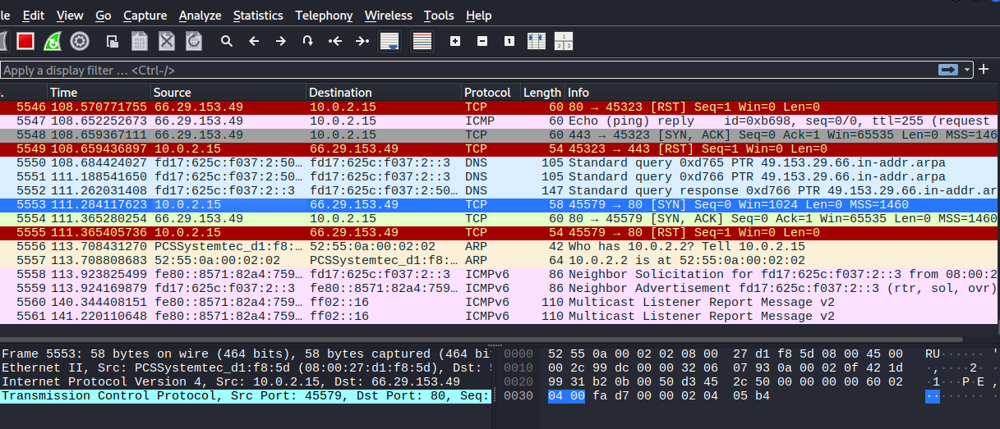 le Edit View Go Capture Analyze Statistics Telephony Wireless Tools Help
Apply a display filter … <Ctrl-/>
. Time Source Destination Protocol Length Info
5546 108.570771755 66.29.153.49 10.0.2.15 TCP 60 80 → 45323 [RST] Seq=1 Win=0 Len=0
5547 108.652252673 66.29.153.49 10.0.2.15 ICMP 60 Echo (ping) reply id=0xb698, seq=0/0, ttl=255 (request
5548 108.659367111 66.29.153.49 10.0.2.15 TCP 60 443 → 45323 [SYN, ACK] Seq=0 Ack=1 Win=65535 Len=0 MSS=146
5549 108.659436897 10.0.2.15 66.29.153.49 TCP 54 45323 → 443 [RST] Seq=1 Win=0 Len=0
5550 108.684424027 fd17:625c:f037:2:50… fd17:625c:f037:2::3 DNS 105 Standard query 0xd765 PTR 49.153.29.66.in-addr.arpa
5551 111.188541650 fd17:625c:f037:2:50… fd17:625c:f037:2::3 DNS 105 Standard query 0xd766 PTR 49.153.29.66.in-addr.arpa
5552 111.262031408 fd17:625c:f037:2::3 fd17:625c:f037:2:50… DNS 147 Standard query response 0xd766 PTR 49.153.29.66.in-addr.ar
5553 111.284117623 10.0.2.15 66.29.153.49 TCP 58 45579 → 80 [SYN] Seq=0 Win=1024 Len=0 MSS=1460
5554 111.365280254 66.29.153.49 10.0.2.15 TCP 60 80 → 45579 [SYN, ACK] Seq=0 Ack=1 Win=65535 Len=0 MSS=1460
5555 111.365405736 10.0.2.15 66.29.153.49 TCP 54 45579 → 80 [RST] Seq=1 Win=0 Len=0
5556 113.708431270 PCSSystemtec_d1:f8:… 52:55:0a:00:02:02 ARP 42 Who has 10.0.2.2? Tell 10.0.2.15
5557 113.708808683 52:55:0a:00:02:02 PCSSystemtec_d1:f8:… ARP 64 10.0.2.2 is at 52:55:0a:00:02:02
5558 113.923825499 fe80::8571:82a4:759… fd17:625c:f037:2::3 ICMPv6 86 Neighbor Solicitation for fd17:625c:f037:2::3 from 08:00:2
5559 113.924169879 fd17:625c:f037:2::3 fe80::8571:82a4:759… ICMPv6 86 Neighbor Advertisement fd17:625c:f037:2::3 (rtr, sol, ovr)
5560 140.344408151 fe80::8571:82a4:759… ff02::16 ICMPv6 110 Multicast Listener Report Message v2
5561 141.220110648 fe80::8571:82a4:759… ff02::16 ICMPv6 110 Multicast Listener Report Message v2
Frame 5553: 58 bytes on wire (464 bits), 58 bytes captured (464 bi
Ethernet II, Src: PCSSystemtec_d1:f8:5d (08:00:27:d1:f8:5d), Dst:
Internet Protocol Version 4, Src: 10.0.2.15, Dst: 66.29.153.49
Transmission Control Protocol, Src Port: 45579, Dst Port: 80, Seq:
0000 52 55 0a 00 02 02 08 00 27 d1 f8 5d 08 00 45 00 RU······ '
0010 00 2c 99 dc 00 00 32 06 07 93 0a 00 02 0f 42 1d ·,····2·
0020 99 31 b2 0b 00 50 d3 45 2c 50 00 00 00 00 60 02 ·1···P·E ,
0030 04 00 fa d7 00 00 02 04 05 b4 ········ ·